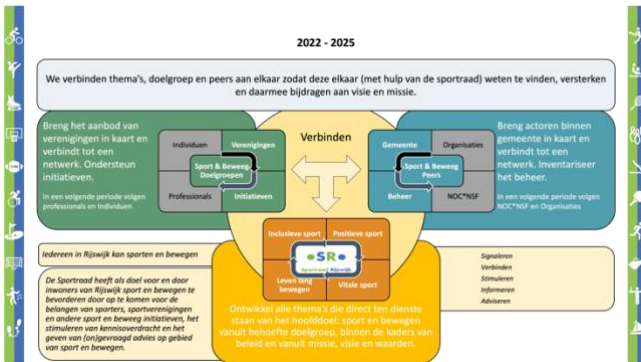 2022 - 2025
We verbinden thema's, doelgroep en peers aan elkaar zodat deze elkaar (met hulp van de sportraad) weten te vinden, versterken
en daarmee bijdragen aan visie en missie.
Breng het aanbod van
verenigingen in kaart en
verbindt tot een
netwerk. Ondersteun
initiatieven.
In een volgende periode volgen
professionals en Individuen
Individuen
Verenigingen
Sport & Beweeg-
Doelgroepen
Professionals
Initiatieven
Verbinden
Gemeente
Organisaties
Sport & Beweeg
Peers
Beheer
NOC*NSF
Breng actoren binnen
gemeente in kaart en
verbindt tot een
netwerk. Inventariseer
het beheer.
In een volgende periode volgen
NOC*NSF en Organisaties
Inclusieve sport
Positieve sport
SR
Sportraad Rijswijk
Leven lang
bewegen
Vitale sport
Ontwikkel alle thema's die direct ten dienste
staan van het hoofddoel: sport en bewegen
vanuit behoefte doelgroep, binnen de kaders van
beleid en vanuit missie, visie en waarden.
Iedereen in Rijswijk kan sporten en bewegen
De Sportraad heeft als doel voor en door
inwoners van Rijswijk sport en bewegen te
bevorderen door op te komen voor de
belangen van sporters, sportverenigingen
en andere sport en beweeg initiatieven, het
stimuleren van kennisoverdracht en het
geven van (on)gevraagd advies op gebied
van sport en bewegen.
Signaleren
Verbinden
Stimuleren
Informeren
Adviseren